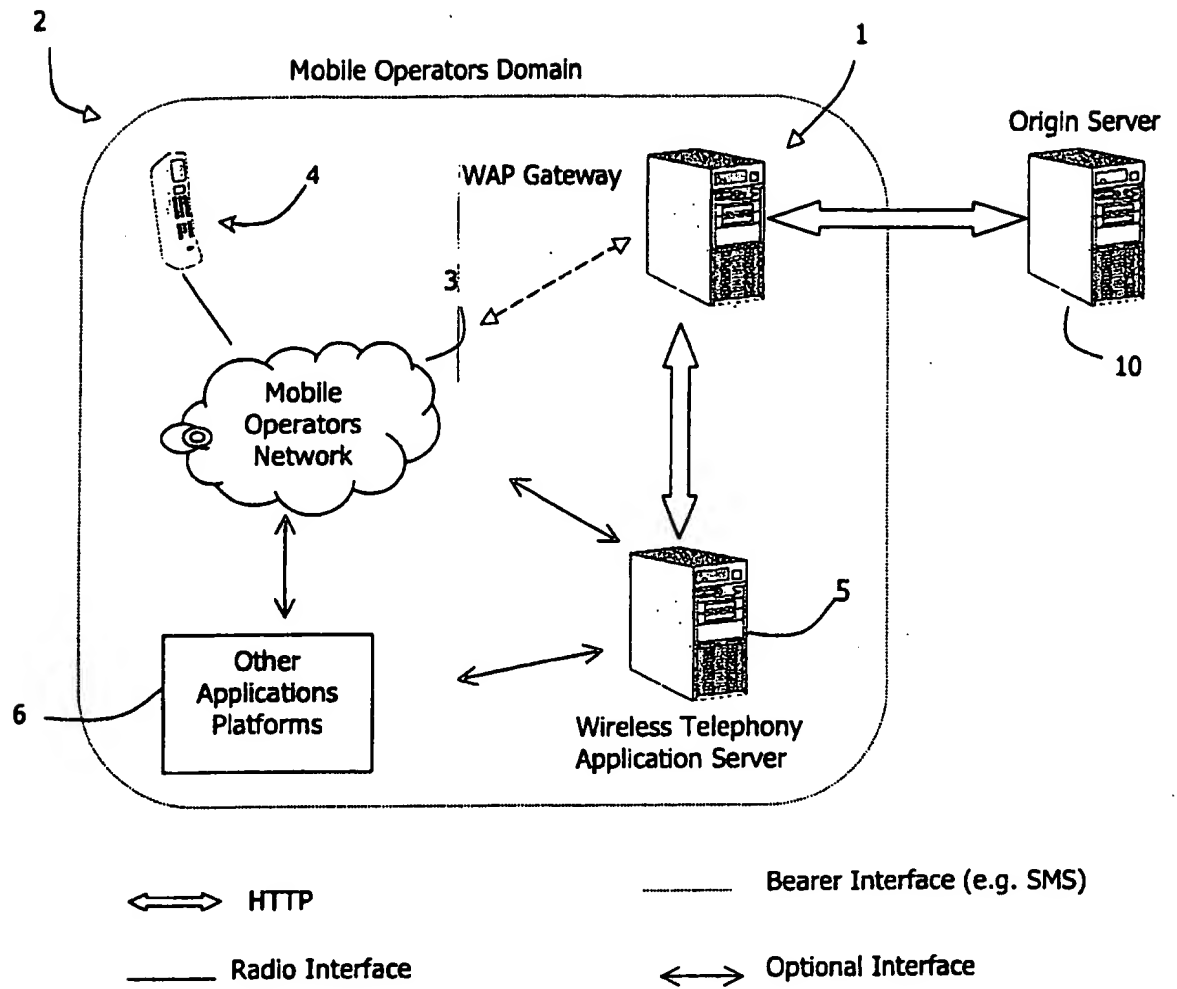 2
1
Mobile Operators Domain
Origin Server
4
WAP Gateway
3
10
Mobile
Operators
Network
5
Other
Applications
Platforms
6
Wireless Telephony
Application Server
HTTP
Bearer Interface (e.g. SMS)
Radio Interface
Optional Interface